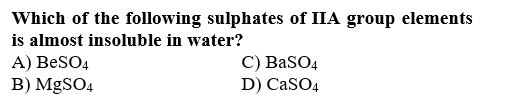 Which of the following sulphates of IIA group elements
is almost insoluble in water?
A) BeSO4 C) BaSO4
B) MgSO4 D) CaSO4